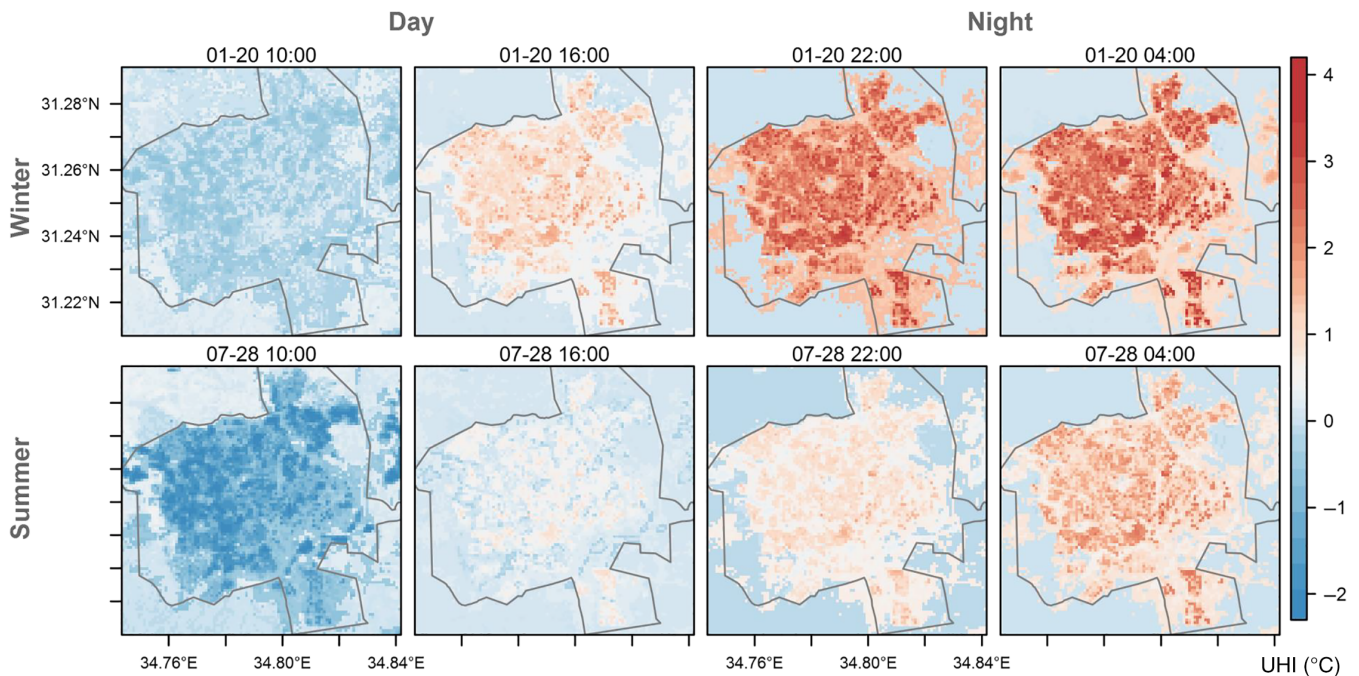 Day
Night
01-20 10:00
01-20 16:00
01-20 22:00
01-20 04:00
Winter
31.28°N
31.26°N
31.24°N
31.22°N
07-28 10:00
07-28 16:00
07-28 22:00
07-28 04:00
Summer
34.76°E
34.80°E
34.84°E
34.76°E
34.80°E
34.84°E
4
3
2
1
0
−1
−2
UHI (°C)